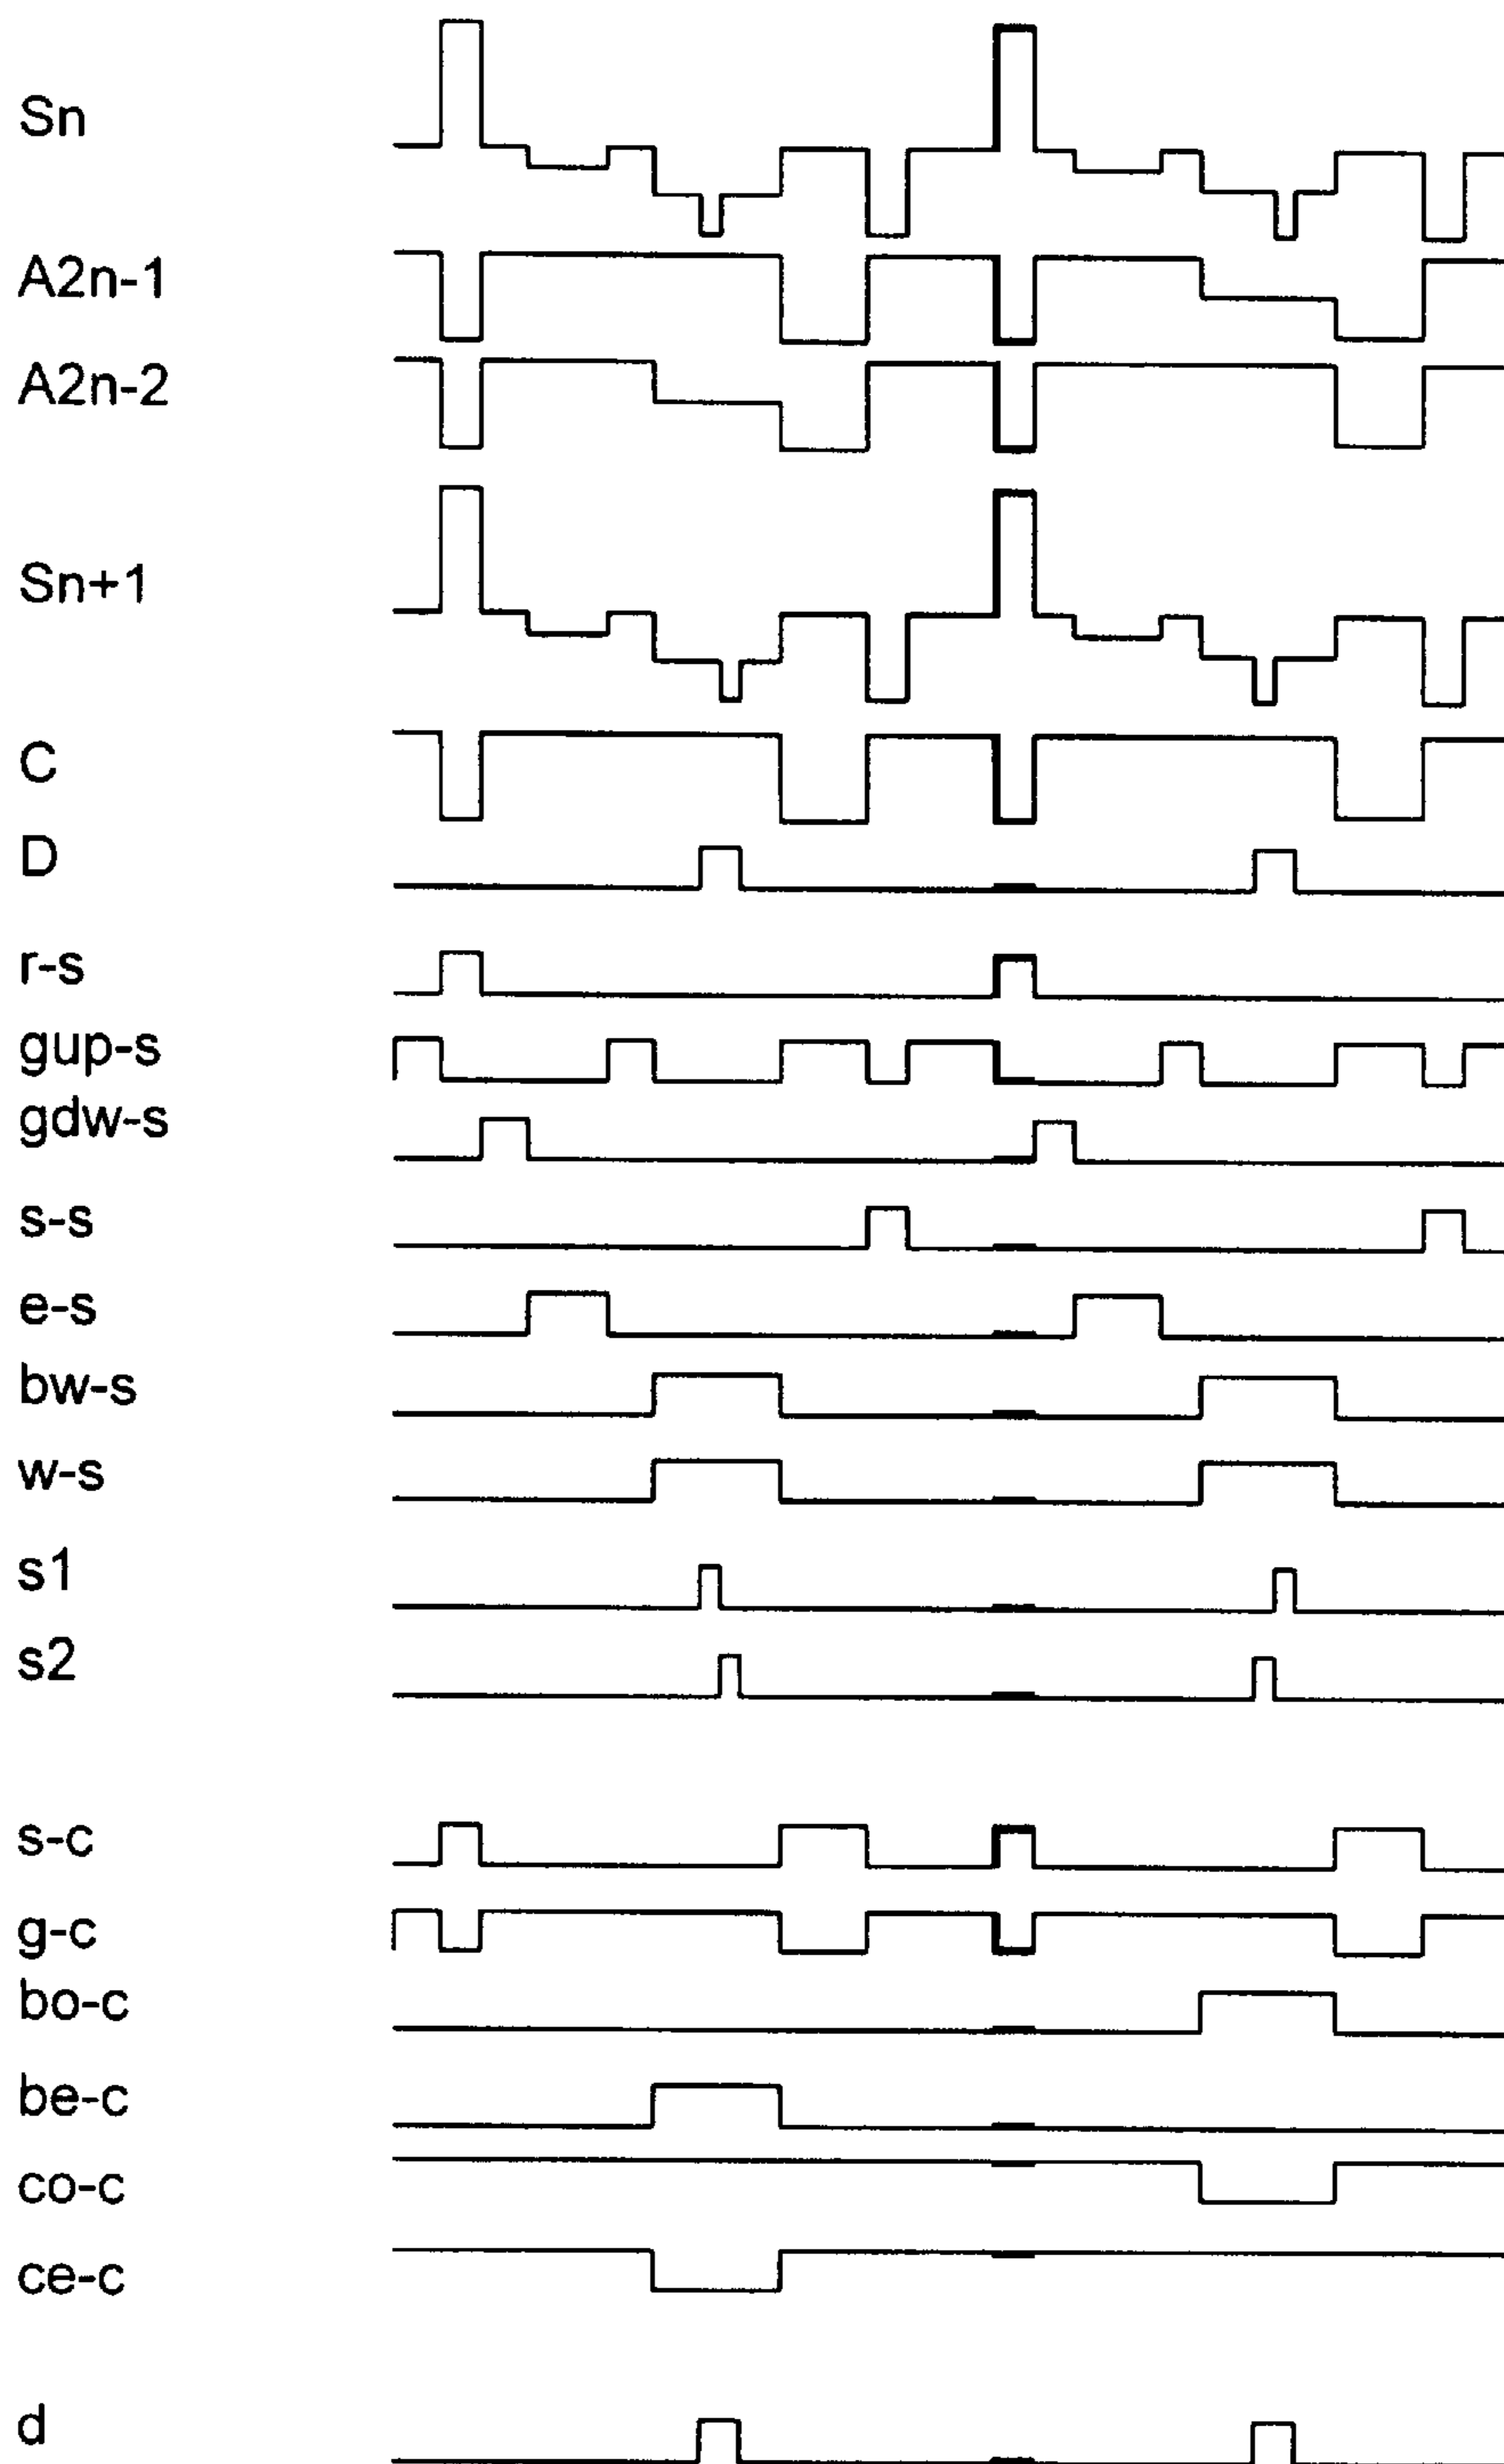 Sn
A2n-1
A2n-2
Sn+1
C
D
r-s
gup-s
gdw-s
s-s
e-s
bw-s
w-s
s1
s2
s-c
g-c
bo-c
be-c
co-c
ce-c
d